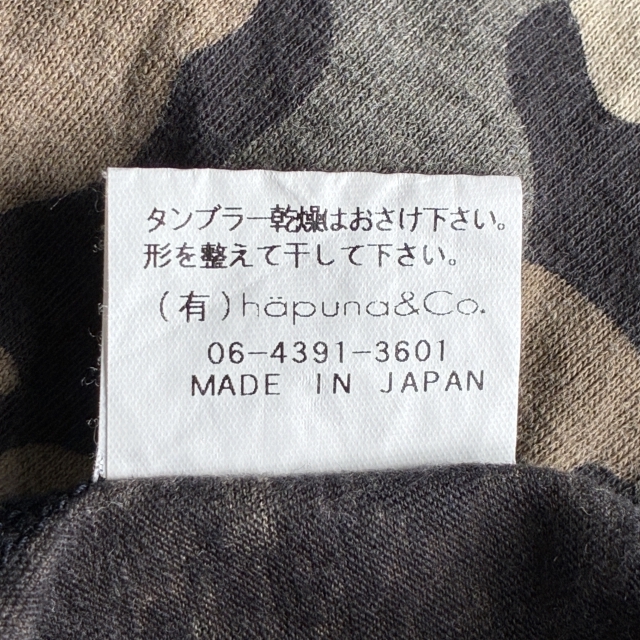 タンブラー乾燥はおさけ下さい。
形を整えて干して下さい。
(有)häpuna&Co.
06-4391-3601
MADE IN JAPAN